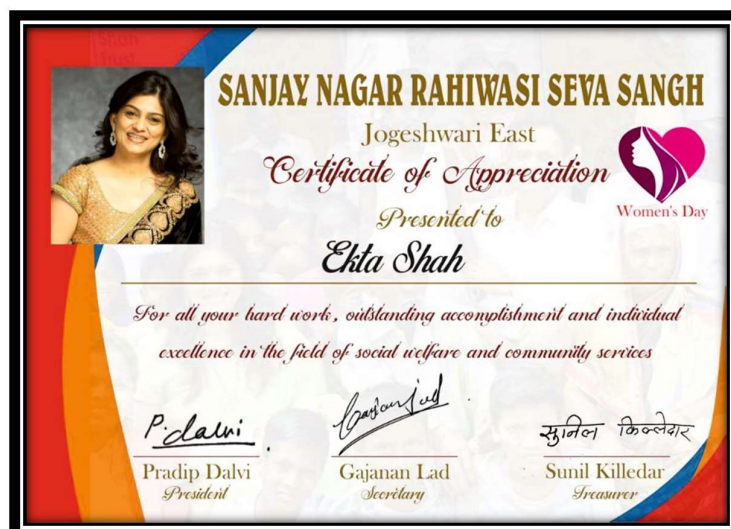 Shah
Trust
SANJAY NAGAR RAHIWASI SEVA SANGH
Jogeshwari East
Certificate of Appreciation
Women's Day
Presented to
Ekta Shah
For all your hard work, outstanding accomplishment and individual
excellence in the field of social welfare and community services
P. dalvi
सुनिल किल्लेदार
Pradip Dalvi
Gajanan Lad
Sunil Killedar
President
Secretary
Treasurer